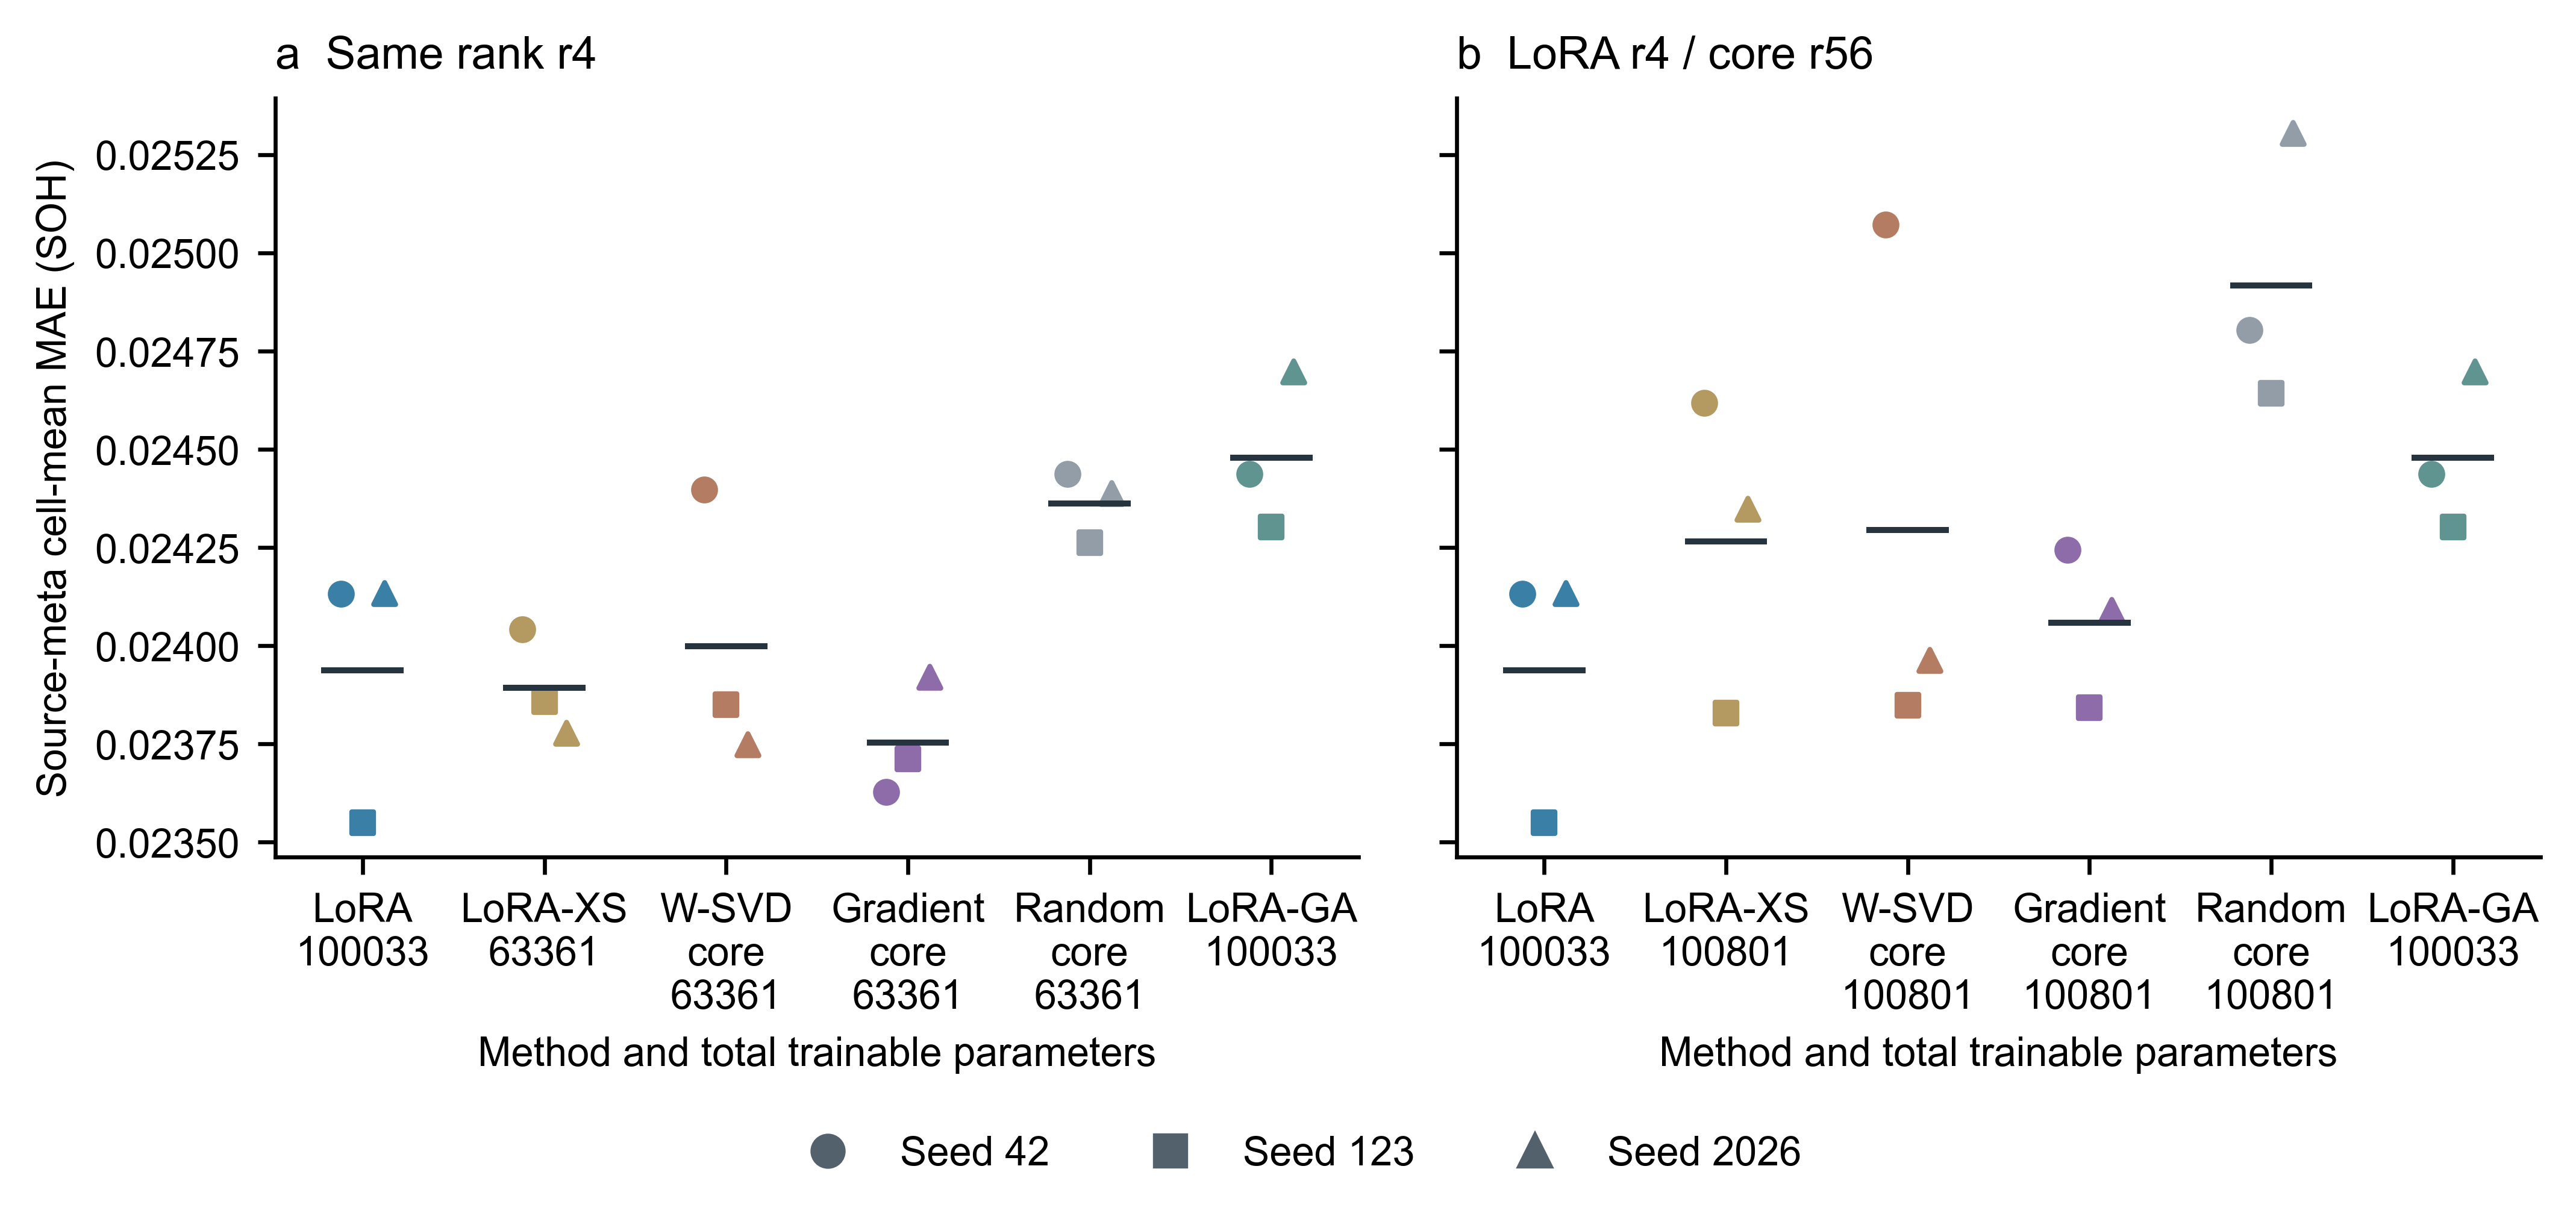 a Same rank r4
b LoRA r4 / core r56
Source-meta cell-mean MAE (SOH)
0.02525
0.02500
0.02475
0.02450
0.02425
0.02400
0.02375
0.02350
LoRA
100033
LoRA-XS
63361
W-SVD
core
63361
Gradient
core
63361
Random
core
63361
LoRA-GA
100033
Method and total trainable parameters
LoRA
100033
LoRA-XS
100801
W-SVD
core
100801
Gradient
core
100801
Random
core
100801
LoRA-GA
100033
Method and total trainable parameters
Seed 42
Seed 123
Seed 2026